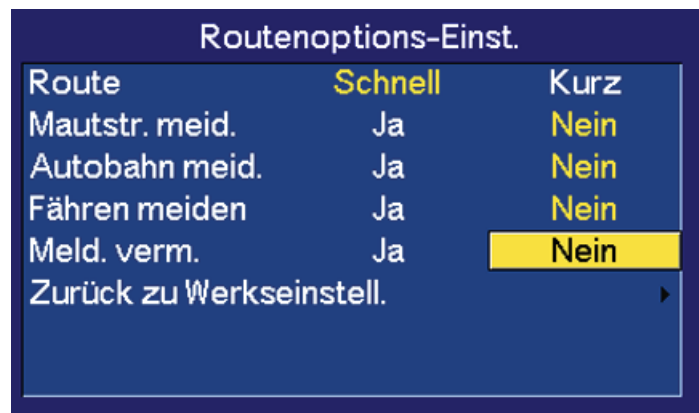 Routenoptions-Einst.
Route Schnell Kurz
Mautstr. meid. Ja Nein
Autobahn meid. Ja Nein
Fähren meiden Ja Nein
Meld. verm. Ja Nein
Zurück zu Werkseinstell.